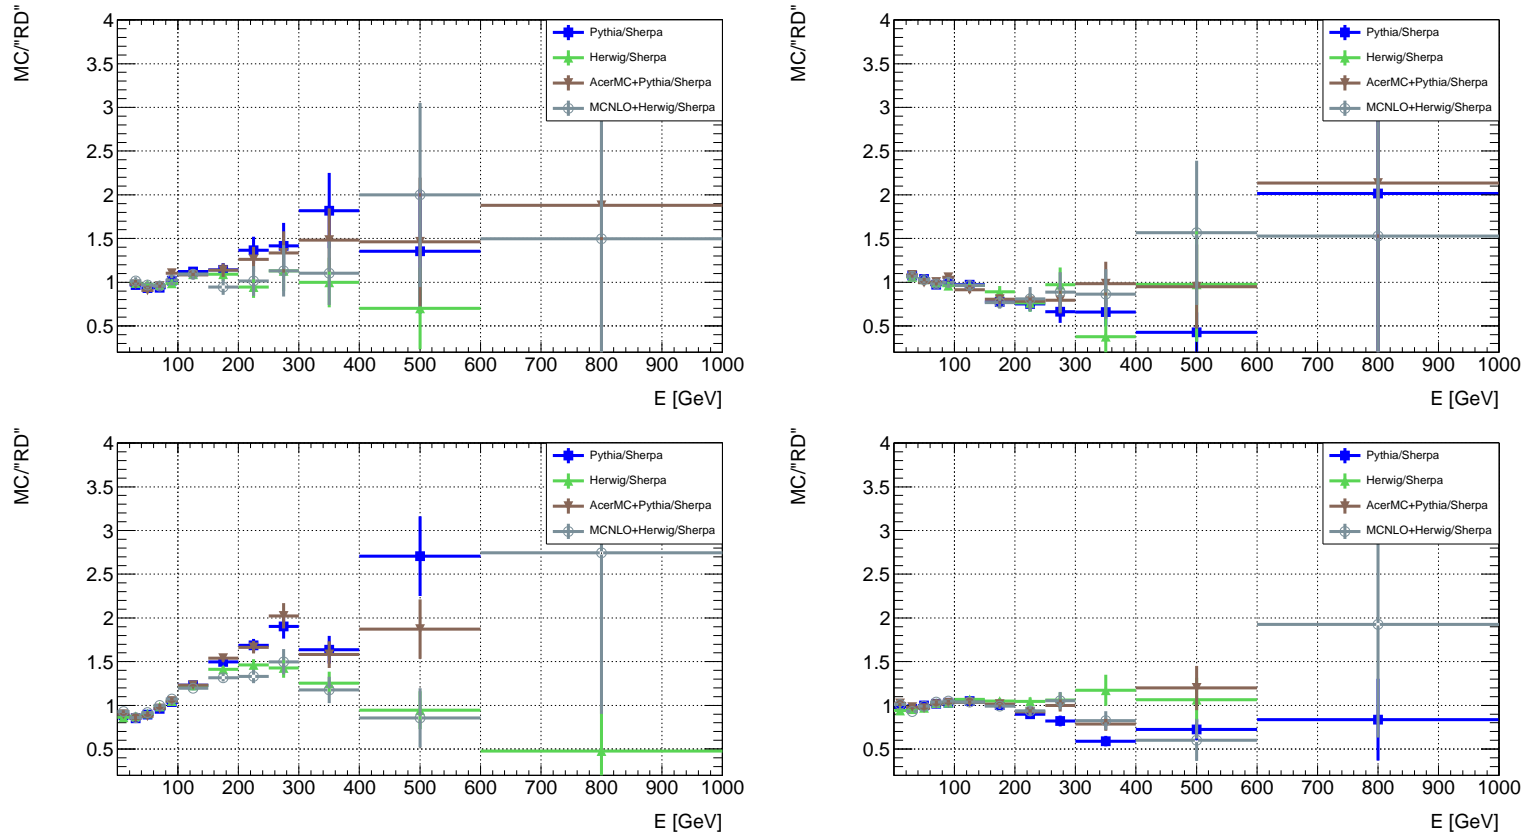 MC/"RD"
4
3.5
3
2.5
2
1.5
1
0.5
Pythia/Sherpa
Herwig/Sherpa
AcerMC+Pythia/Sherpa
MCNLO+Herwig/Sherpa
100 200 300 400 500 600 700 800 900 1000
E [GeV]
MC/"RD"
4
3.5
3
2.5
2
1.5
1
0.5
Pythia/Sherpa
Herwig/Sherpa
AcerMC+Pythia/Sherpa
MCNLO+Herwig/Sherpa
100 200 300 400 500 600 700 800 900 1000
E [GeV]
MC/"RD"
4
3.5
3
2.5
2
1.5
1
0.5
Pythia/Sherpa
Herwig/Sherpa
AcerMC+Pythia/Sherpa
MCNLO+Herwig/Sherpa
100 200 300 400 500 600 700 800 900 1000
E [GeV]
MC/"RD"
4
3.5
3
2.5
2
1.5
1
0.5
Pythia/Sherpa
Herwig/Sherpa
AcerMC+Pythia/Sherpa
MCNLO+Herwig/Sherpa
100 200 300 400 500 600 700 800 900 1000
E [GeV]